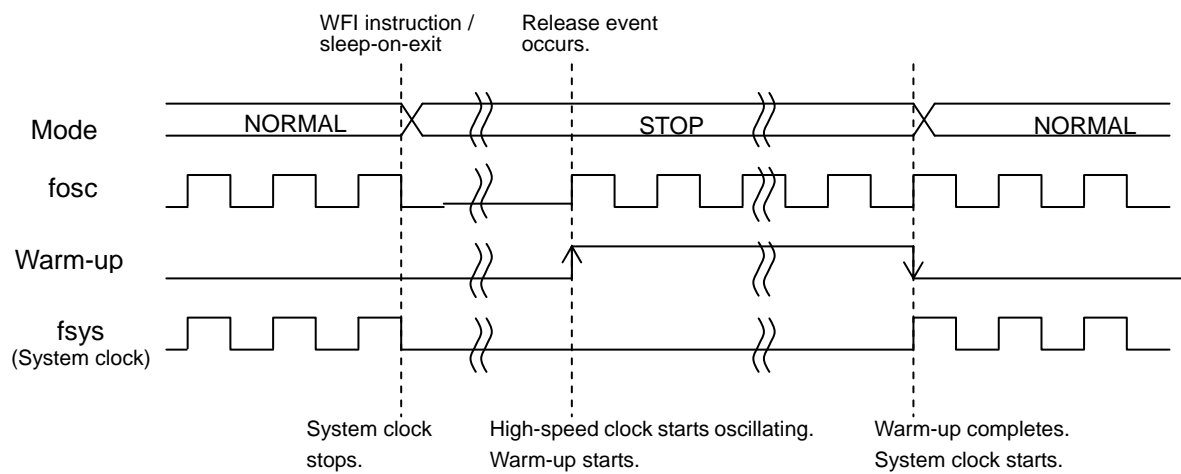 WFI instruction /
sleep-on-exit
Release event
occurs.
Mode
NORMAL
STOP
NORMAL
fosc
Warm-up
fsys
(System clock)
System clock
stops.
High-speed clock starts oscillating.
Warm-up starts.
Warm-up completes.
System clock starts.